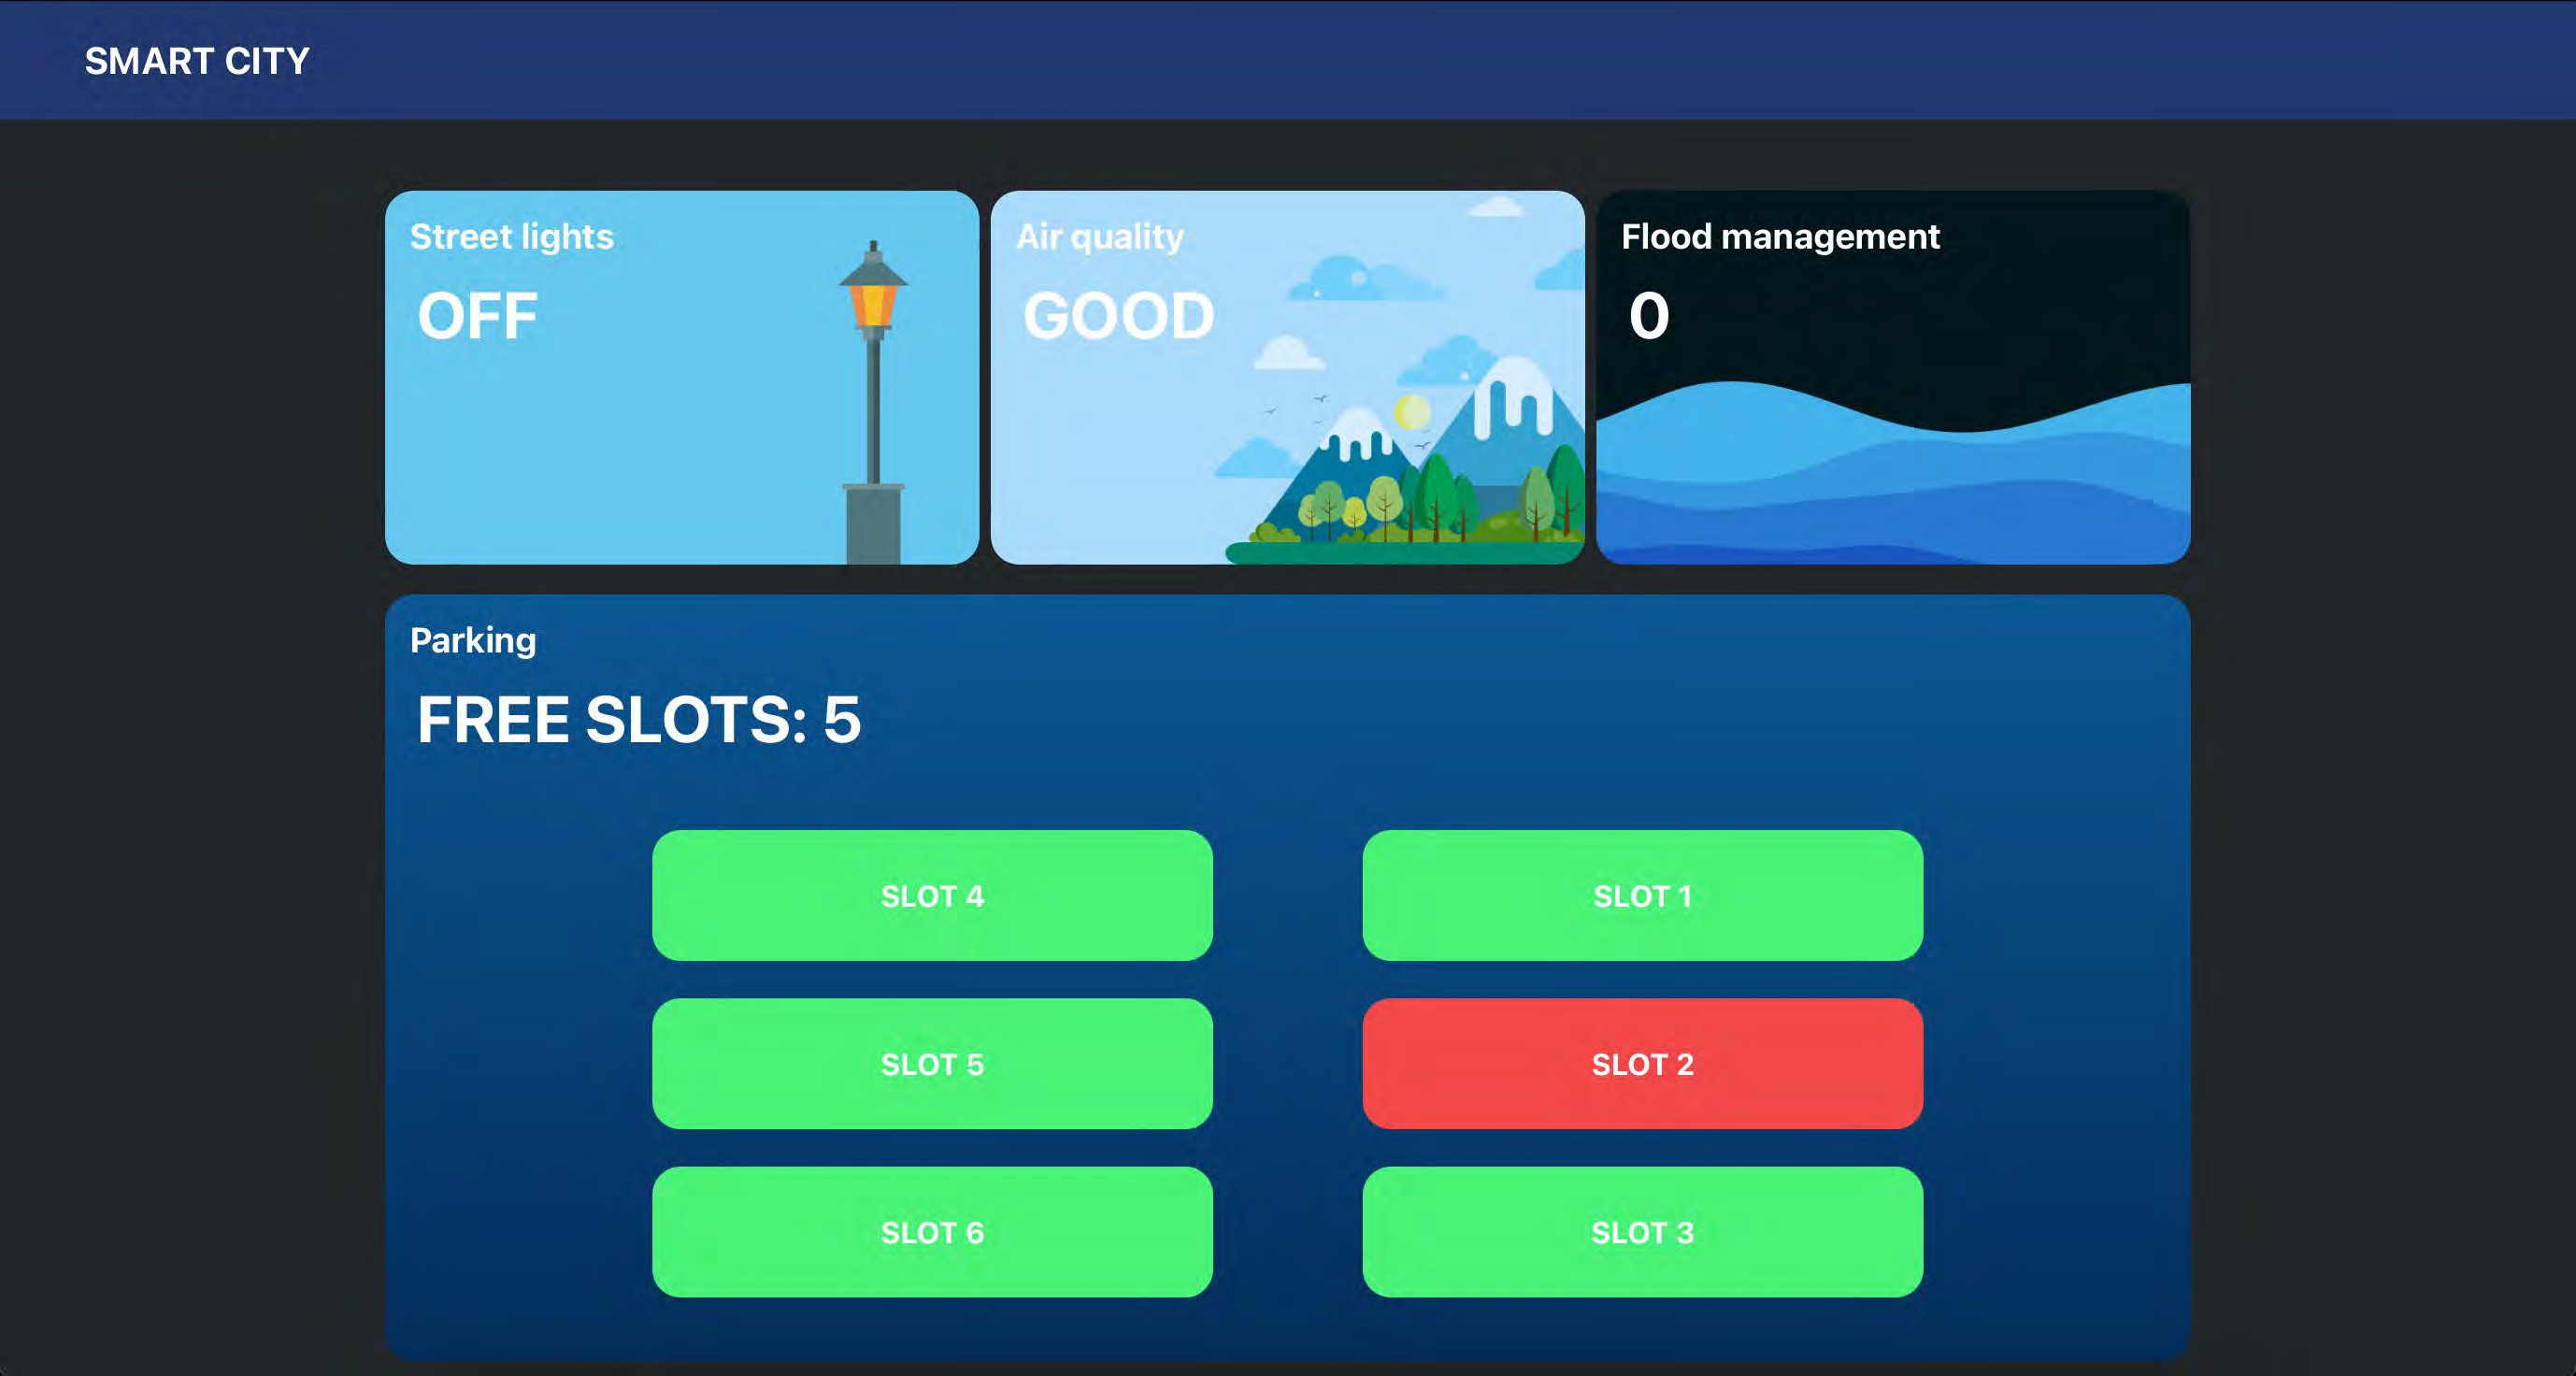 SMART CITY
Street lights
OFF
Air quality
GOOD
Flood management
0
Parking
FREE SLOTS: 5
SLOT 4
SLOT 1
SLOT 5
SLOT 2
SLOT 6
SLOT 3